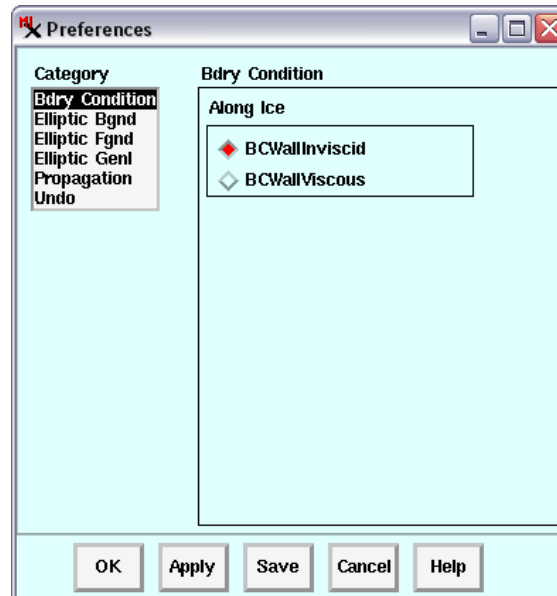 Preferences
Category
Bdry Condition
Elliptic Bgnd
Elliptic Fgnd
Elliptic Genl
Propagation
Undo
Bdry Condition
Along Ice
BCWallInviscid
BCWallViscous
OK Apply Save Cancel Help